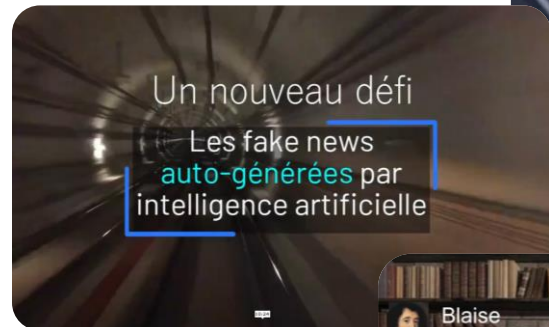 Un nouveau défi
Les fake news
auto-générées par
intelligence artificielle
Blaise